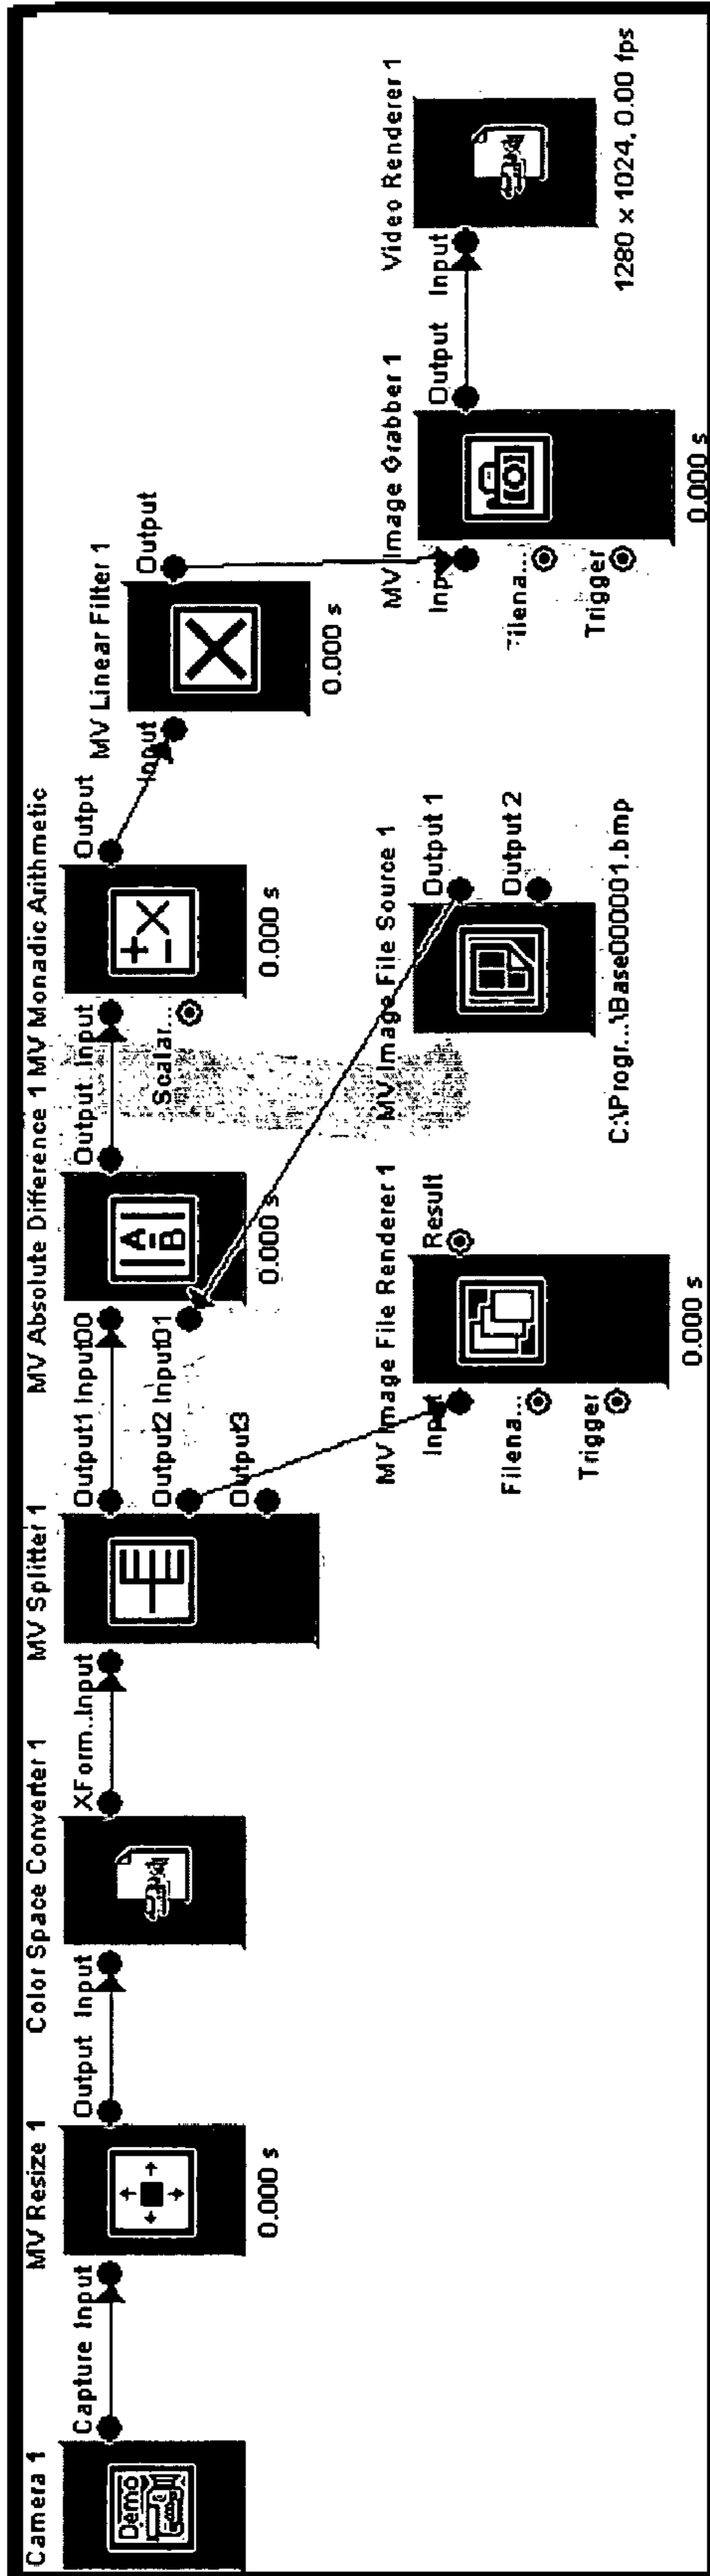 Camera 1
Demo
Capture Input
MV Resize 1
0.000 s
Output Input
Color Space Converter 1
XForm..Input
MV Splitter 1
Output1 Input00
Output2 Input01
Output3
MV Absolute Difference 1
|A-B|
0.000 s
Output Input
MV Monadic Arithmetic
Scalar...
0.000 s
Output
MV Linear Filter 1
Input
Output
0.000 s
MV Image File Renderer 1
Input
Filena...
Trigger
Result
0.000 s
MV Image File Source 1
Output 1
Output 2
C:\Progr...\Base000001.bmp
MV Image Grabber 1
Filena...
Trigger
Output Input
0.000 s
Video Renderer 1
1280 x 1024, 0.00 fps